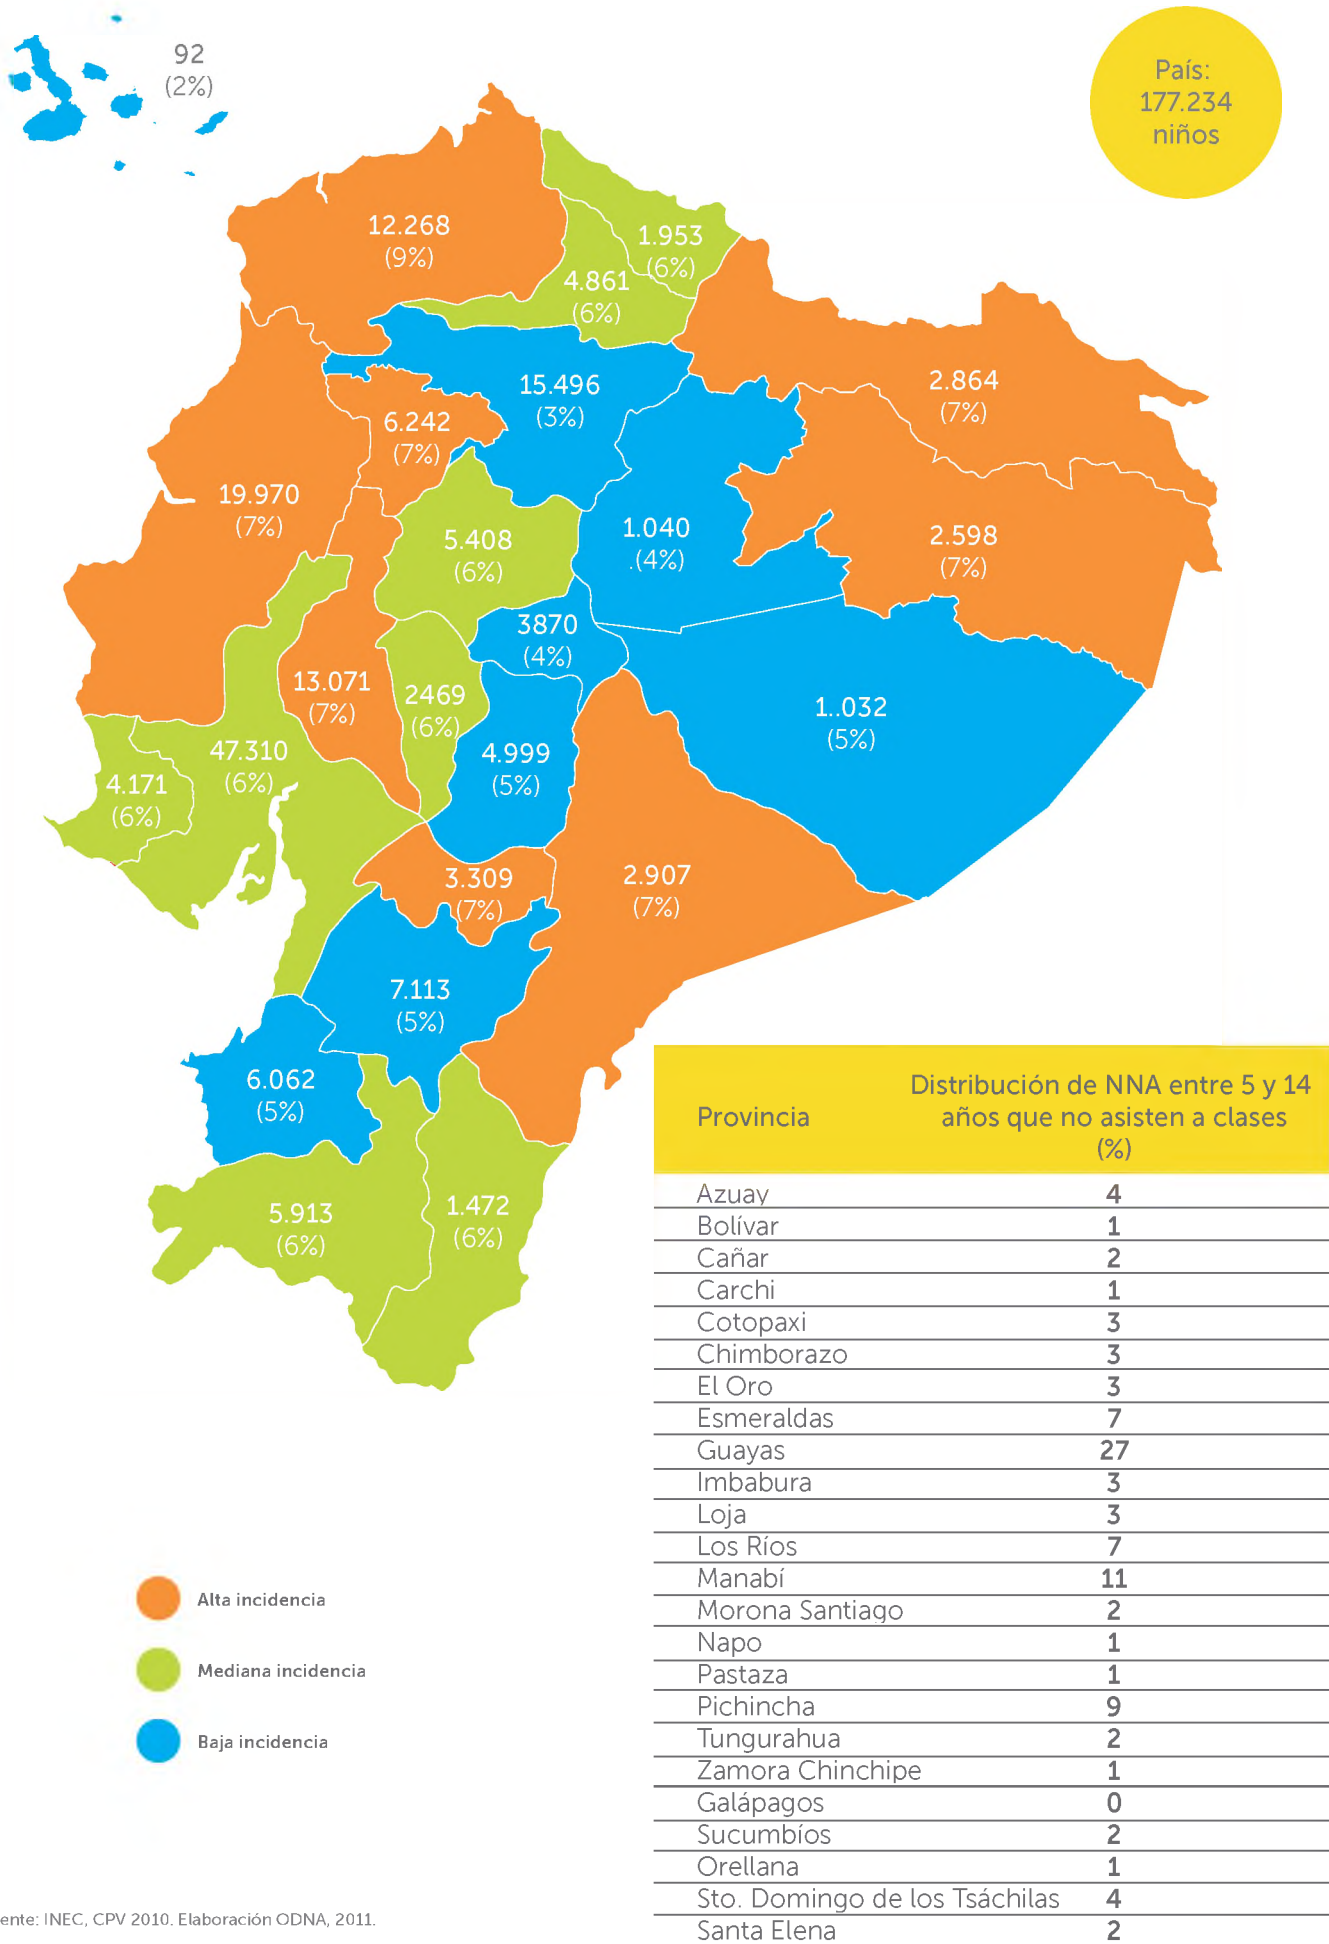 92
(2%)
País:
177.234
niños
12.268
(9%)
1.953
(6%)
4.861
(6%)
15.496
(3%)
2.864
(7%)
6.242
(7%)
19.970
(7%)
5.408
(6%)
1.040
.(4%)
2.598
(7%)
3870
(4%)
13.071
(7%)
2469
(6%)
1..032
(5%)
47.310
(6%)
4.999
(5%)
4.171
(6%)
3.309
(7%)
2.907
(7%)
7.113
(5%)
6.062
(5%)
5.913
(6%)
1.472
(6%)
Provincia
Distribución de NNA entre 5 y 14
años que no asisten a clases
(%)
Azuay 4
Bolívar 1
Cañar 2
Carchi 1
Cotopaxi 3
Chimborazo 3
El Oro 3
Esmeraldas 7
Guayas 27
Imbabura 3
Loja 3
Los Ríos 7
Manabí 11
Morona Santiago 2
Napo 1
Pastaza 1
Pichincha 9
Tungurahua 2
Zamora Chinchipe 1
Galápagos 0
Sucumbíos 2
Orellana 1
Sto. Domingo de los Tsáchilas 4
Santa Elena 2
Alta incidencia
Mediana incidencia
Baja incidencia
ente: INEC, CPV 2010. Elaboración ODNA, 2011.